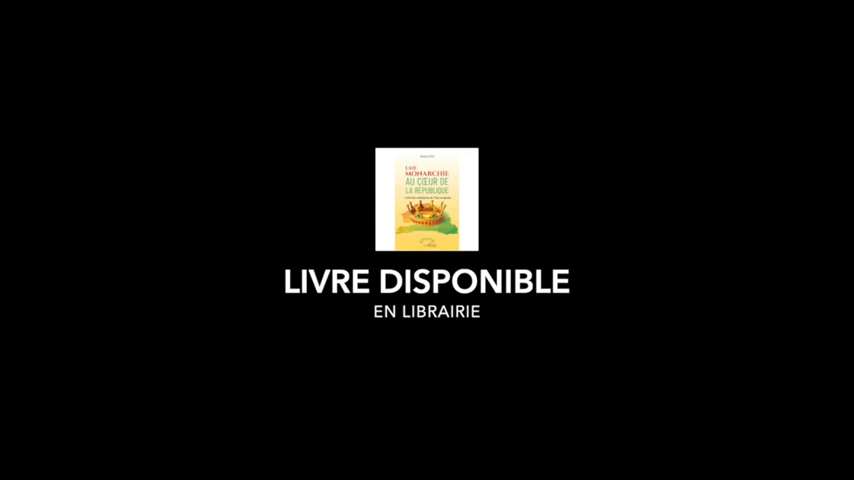 UNE
MONARCHIE
AU CŒUR DE
LA RÉPUBLIQUE
LIVRE DISPONIBLE
EN LIBRAIRIE